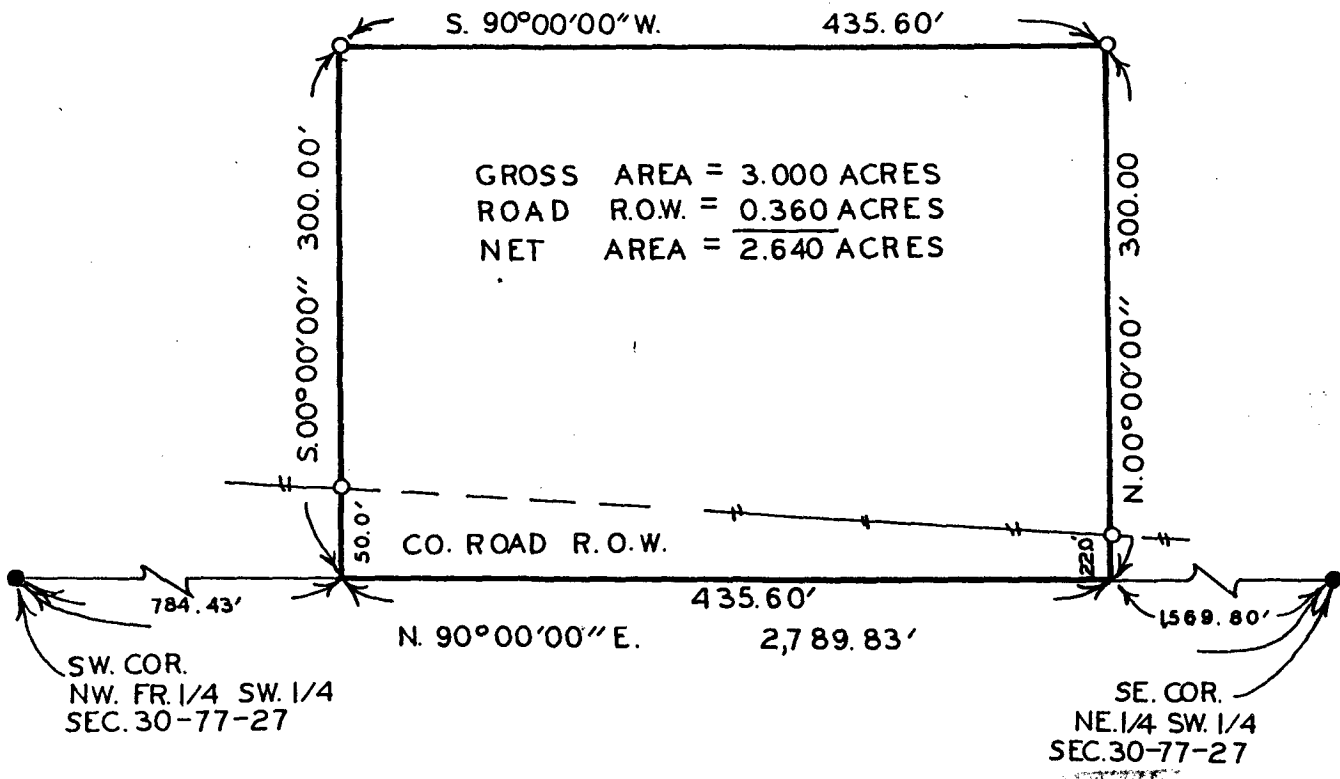 S. 90°00'00" W. 435.60'
S.00°00'00" 300.00'
N.00°00'00" 300.00
GROSS AREA = 3.000 ACRES
ROAD R.O.W. = 0.360 ACRES
NET AREA = 2.640 ACRES
50.0'
CO. ROAD R.O.W.
22.0'
784.43'
435.60'
1,569.80'
N. 90°00'00" E. 2,789.83'
SW. COR.
NW. FR. 1/4 SW. 1/4
SEC. 30-77-27
SE. COR.
NE. 1/4 SW. 1/4
SEC. 30-77-27